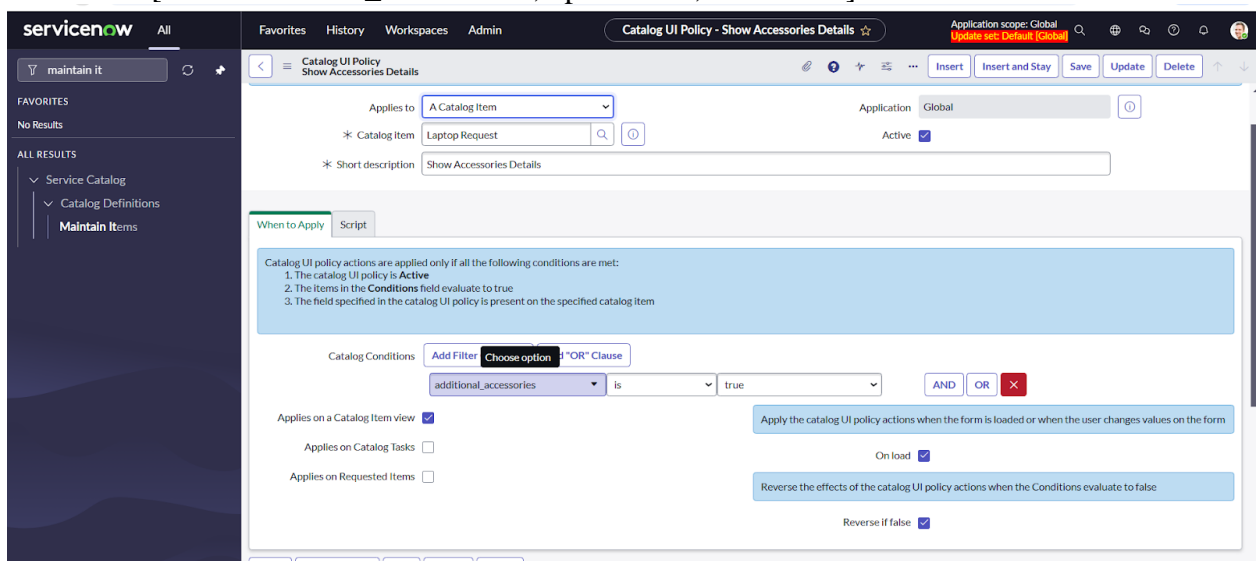 servicenow All Favorites History Workspaces Admin Catalog UI Policy - Show Accessories Details Application scope: Global
Update set: Default [Global]
maintain it
Catalog UI Policy
Show Accessories Details
Insert Insert and Stay Save Update Delete
FAVORITES
No Results
ALL RESULTS
Service Catalog
Catalog Definitions
Maintain Items
Applies to A Catalog Item Application Global
Catalog item Laptop Request Active
Short description Show Accessories Details
When to Apply Script
Catalog UI policy actions are applied only if all the following conditions are met:
1. The catalog UI policy is Active
2. The items in the Conditions field evaluate to true
3. The field specified in the catalog UI policy is present on the specified catalog item
Catalog Conditions Add Filter Choose option "OR" Clause
additional_accessories is true AND OR
Applies on a Catalog Item view Apply the catalog UI policy actions when the form is loaded or when the user changes values on the form
Applies on Catalog Tasks
On load
Applies on Requested Items
Reverse the effects of the catalog UI policy actions when the Conditions evaluate to false
Reverse if false